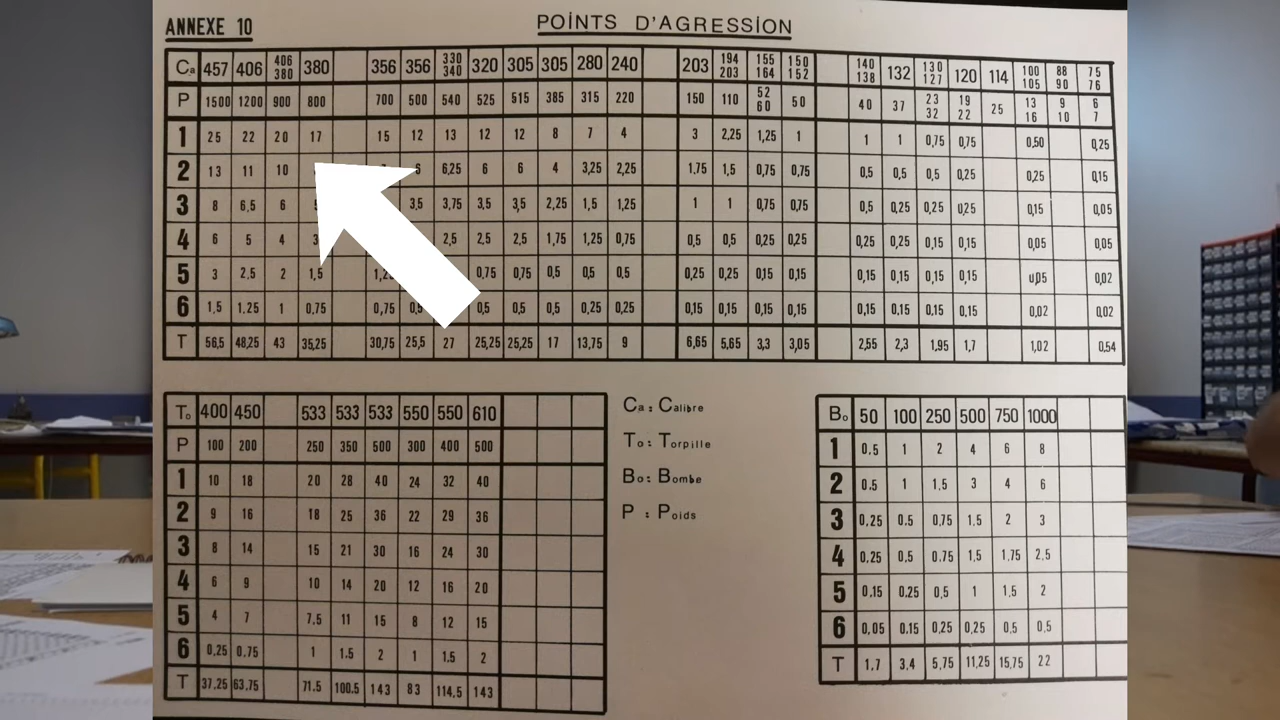 ANNEXE 10
POINTS D'AGRESSION
Ca 457 406 406 380 380 356 356 330 340 320 305 305 280 240 203 194 203 155 164 150 152 140 138 132 130 127 120 114 100 105 88 90 75 76
P 1500 1200 900 800 700 500 540 525 515 385 315 220 150 110 52 60 50 40 37 23 32 19 22 25 13 16 9 10 6 7
1 25 22 20 17 15 12 13 12 12 8 7 4 3 2,25 1,25 1 1 1 0,75 0,75 0,50 0,25
2 13 11 10 6 6,25 6 6 4 3,25 2,25 1.75 1,5 0,75 0,75 0,5 0,5 0,5 0,25 0,25 0,15
3 8 6,5 6 3,5 3,75 3,5 3,5 2,25 1,5 1,25 1 1 0,75 0,75 0,5 0,25 0,25 0,25 0,15 0,05
4 6 5 4 2,5 2,5 2,5 1,75 1,25 0,75 0,5 0,5 0,25 0,25 0,25 0,25 0,15 0,15 0,05 0,05
5 3 2,5 2 1,5 0,75 0,75 0,5 0,5 0,5 0,25 0,25 0,15 0,15 0,15 0,15 0,15 0,15 0,05 0,02
6 1,5 1.25 1 0.75 0,75 0,5 0,5 0,5 0,25 0,25 0,15 0,15 0,15 0,15 0,15 0,15 0,15 0,15 0,02 0,02
T 56,5 48,25 43 35,25 30,75 25,5 27 25,25 25,25 17 13,75 9 6,65 5,65 3,3 3,05 2,55 2,3 1,95 1,7 1,02 0,54
To 400 450 533 533 533 550 550 610
P 100 200 250 350 500 300 400 500
1 10 18 20 28 40 24 32 40
2 9 16 18 25 36 22 29 36
3 8 14 15 21 30 16 24 30
4 6 9 10 14 20 12 16 20
5 4 7 7.5 11 15 8 12 15
6 0,25 0.75 1 1.5 2 1 1,5 2
T 37,25 63,75 71.5 100.5 143 83 114,5 143
Ca : Calibre
To : Torpille
Bo : Bombe
P : Poids
Bo 50 100 250 500 750 1000
1 0.5 1 2 4 6 8
2 0.5 1 1.5 3 4 6
3 0,25 0.5 0,75 1,5 2 3
4 0.25 0,5 0.75 1,5 1.75 2.5
5 0,15 0.25 0,5 1 1,5 2
6 0,05 0.15 0,25 0,25 0,5 0,5
T 1.7 3,4 5,75 11,25 15,75 22